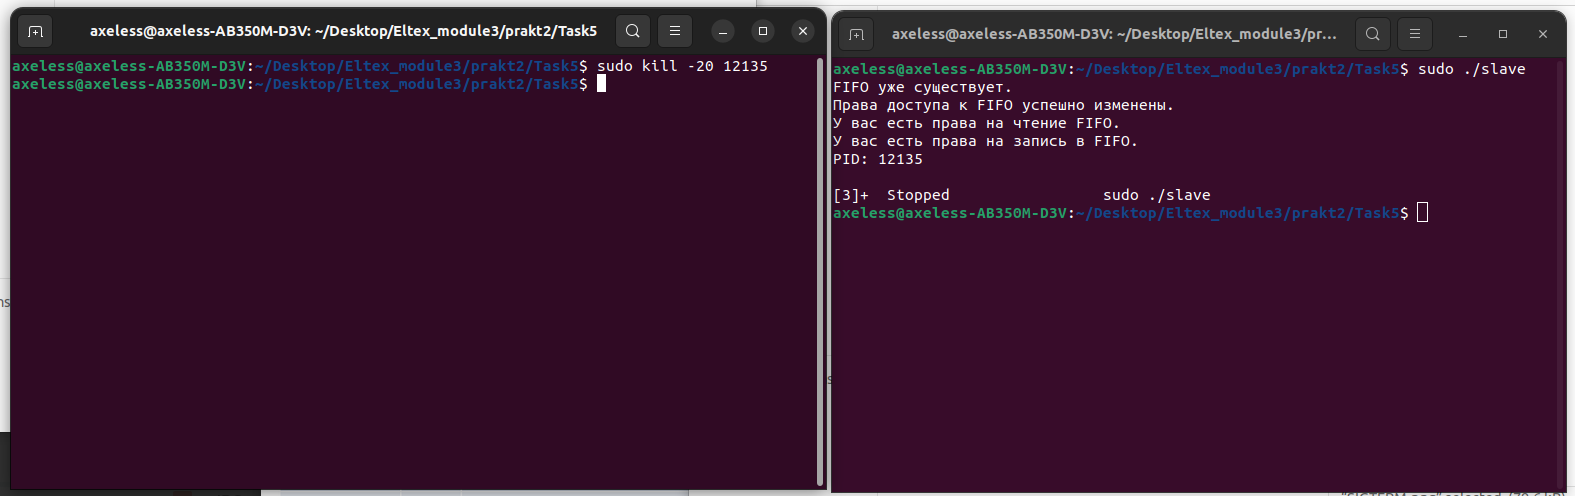 axeless@axeless-AB350M-D3V: ~/Desktop/Eltex_module3/prakt2/Task5
axeless@axeless-AB350M-D3V:~/Desktop/Eltex_module3/prakt2/Task5$ sudo kill -20 12135
axeless@axeless-AB350M-D3V:~/Desktop/Eltex_module3/prakt2/Task5$
axeless@axeless-AB350M-D3V: ~/Desktop/Eltex_module3/pr...
axeless@axeless-AB350M-D3V:~/Desktop/Eltex_module3/prakt2/Task5$ sudo ./slave
FIFO уже существует.
Права доступа к FIFO успешно изменены.
У вас есть права на чтение FIFO.
У вас есть права на запись в FIFO.
PID: 12135
[3]+  Stopped                 sudo ./slave
axeless@axeless-AB350M-D3V:~/Desktop/Eltex_module3/prakt2/Task5$